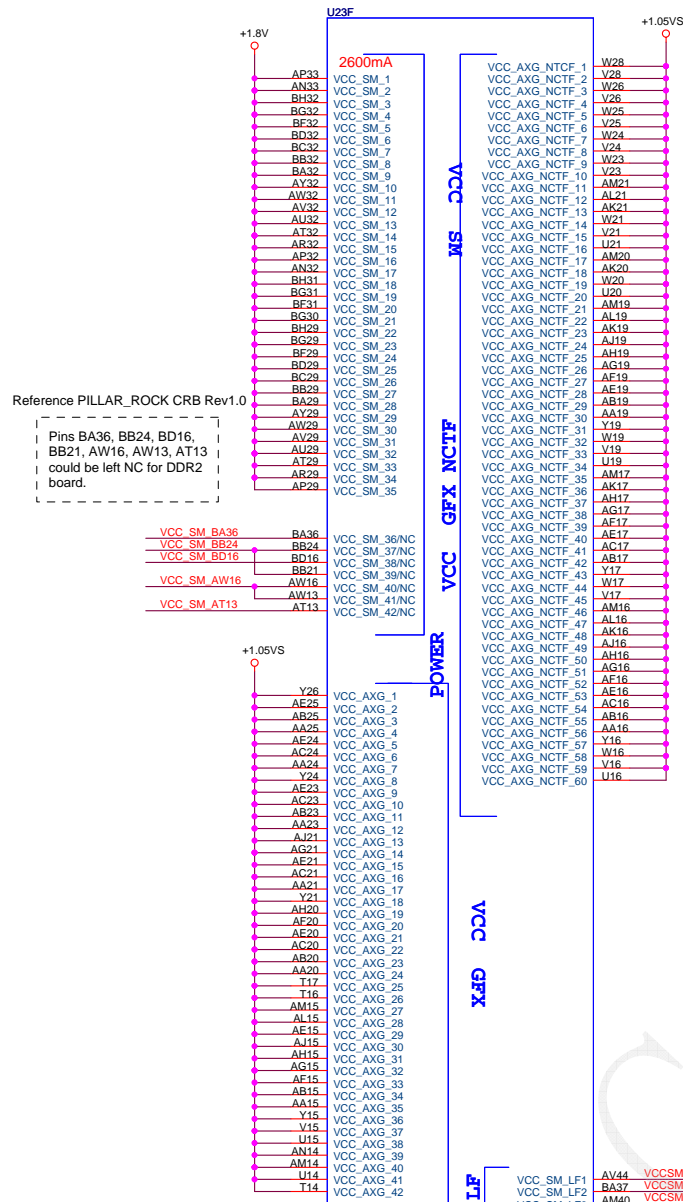 U23F
+1.8V
+1.05VS
2600mA
AP33 VCC_SM_1
AN33 VCC_SM_2
BH32 VCC_SM_3
BG32 VCC_SM_4
BF32 VCC_SM_5
BD32 VCC_SM_6
BC32 VCC_SM_7
BB32 VCC_SM_8
BA32 VCC_SM_9
AY32 VCC_SM_10
AW32 VCC_SM_11
AV32 VCC_SM_12
AU32 VCC_SM_13
AT32 VCC_SM_14
AR32 VCC_SM_15
AP32 VCC_SM_16
AN32 VCC_SM_17
BH31 VCC_SM_18
BG31 VCC_SM_19
BF31 VCC_SM_20
BG30 VCC_SM_21
BH29 VCC_SM_22
BG29 VCC_SM_23
BF29 VCC_SM_24
BD29 VCC_SM_25
BC29 VCC_SM_26
BB29 VCC_SM_27
BA29 VCC_SM_28
AY29 VCC_SM_29
AW29 VCC_SM_30
AV29 VCC_SM_31
AU29 VCC_SM_32
AT29 VCC_SM_33
AR29 VCC_SM_34
AP29 VCC_SM_35
Reference PILLAR_ROCK CRB Rev1.0
Pins BA36, BB24, BD16,
BB21, AW16, AW13, AT13
could be left NC for DDR2
board.
VCC_SM_BA36 BA36 VCC_SM_36/NC
VCC_SM_BB24 BB24 VCC_SM_37/NC
VCC_SM_BD16 BD16 VCC_SM_38/NC
BB21 VCC_SM_39/NC
VCC_SM_AW16 AW16 VCC_SM_40/NC
AW13 VCC_SM_41/NC
VCC_SM_AT13 AT13 VCC_SM_42/NC
VCC SM
POWER
VCC GFX NCTF
VCC_AXG_NTCF_1 W28
VCC_AXG_NCTF_2 V28
VCC_AXG_NCTF_3 W26
VCC_AXG_NCTF_4 V26
VCC_AXG_NCTF_5 W25
VCC_AXG_NCTF_6 V25
VCC_AXG_NCTF_7 W24
VCC_AXG_NCTF_8 V24
VCC_AXG_NCTF_9 W23
VCC_AXG_NCTF_10 V23
VCC_AXG_NCTF_11 AM21
VCC_AXG_NCTF_12 AL21
VCC_AXG_NCTF_13 AK21
VCC_AXG_NCTF_14 W21
VCC_AXG_NCTF_15 V21
VCC_AXG_NCTF_16 U21
VCC_AXG_NCTF_17 AM20
VCC_AXG_NCTF_18 AK20
VCC_AXG_NCTF_19 W20
VCC_AXG_NCTF_20 U20
VCC_AXG_NCTF_21 AM19
VCC_AXG_NCTF_22 AL19
VCC_AXG_NCTF_23 AK19
VCC_AXG_NCTF_24 AJ19
VCC_AXG_NCTF_25 AH19
VCC_AXG_NCTF_26 AG19
VCC_AXG_NCTF_27 AF19
VCC_AXG_NCTF_28 AE19
VCC_AXG_NCTF_29 AB19
VCC_AXG_NCTF_30 AA19
VCC_AXG_NCTF_31 Y19
VCC_AXG_NCTF_32 W19
VCC_AXG_NCTF_33 V19
VCC_AXG_NCTF_34 U19
VCC_AXG_NCTF_35 AM17
VCC_AXG_NCTF_36 AK17
VCC_AXG_NCTF_37 AH17
VCC_AXG_NCTF_38 AG17
VCC_AXG_NCTF_39 AF17
VCC_AXG_NCTF_40 AE17
VCC_AXG_NCTF_41 AC17
VCC_AXG_NCTF_42 AB17
VCC_AXG_NCTF_43 Y17
VCC_AXG_NCTF_44 W17
VCC_AXG_NCTF_45 V17
VCC_AXG_NCTF_46 AM16
VCC_AXG_NCTF_47 AL16
VCC_AXG_NCTF_48 AK16
VCC_AXG_NCTF_49 AJ16
VCC_AXG_NCTF_50 AH16
VCC_AXG_NCTF_51 AG16
VCC_AXG_NCTF_52 AF16
VCC_AXG_NCTF_53 AE16
VCC_AXG_NCTF_54 AC16
VCC_AXG_NCTF_55 AB16
VCC_AXG_NCTF_56 AA16
VCC_AXG_NCTF_57 Y16
VCC_AXG_NCTF_58 W16
VCC_AXG_NCTF_59 V16
VCC_AXG_NCTF_60 U16
+1.05VS
Y26 VCC_AXG_1
AE25 VCC_AXG_2
AB25 VCC_AXG_3
AA25 VCC_AXG_4
AE24 VCC_AXG_5
AC24 VCC_AXG_6
AA24 VCC_AXG_7
Y24 VCC_AXG_8
AE23 VCC_AXG_9
AC23 VCC_AXG_10
AB23 VCC_AXG_11
AA23 VCC_AXG_12
AJ21 VCC_AXG_13
AG21 VCC_AXG_14
AE21 VCC_AXG_15
AC21 VCC_AXG_16
AA21 VCC_AXG_17
Y21 VCC_AXG_18
AH20 VCC_AXG_19
AF20 VCC_AXG_20
AE20 VCC_AXG_21
AC20 VCC_AXG_22
AB20 VCC_AXG_23
AA20 VCC_AXG_24
T17 VCC_AXG_25
T16 VCC_AXG_26
AM15 VCC_AXG_27
AL15 VCC_AXG_28
AE15 VCC_AXG_29
AJ15 VCC_AXG_30
AH15 VCC_AXG_31
AG15 VCC_AXG_32
AF15 VCC_AXG_33
AB15 VCC_AXG_34
AA15 VCC_AXG_35
Y15 VCC_AXG_36
V15 VCC_AXG_37
U15 VCC_AXG_38
AN14 VCC_AXG_39
AM14 VCC_AXG_40
U14 VCC_AXG_41
T14 VCC_AXG_42
VCC GFX
LF
VCC_SM_LF1 AV44 VCCSM
VCC_SM_LF2 BA37 VCCSM
AM40 VCCSM